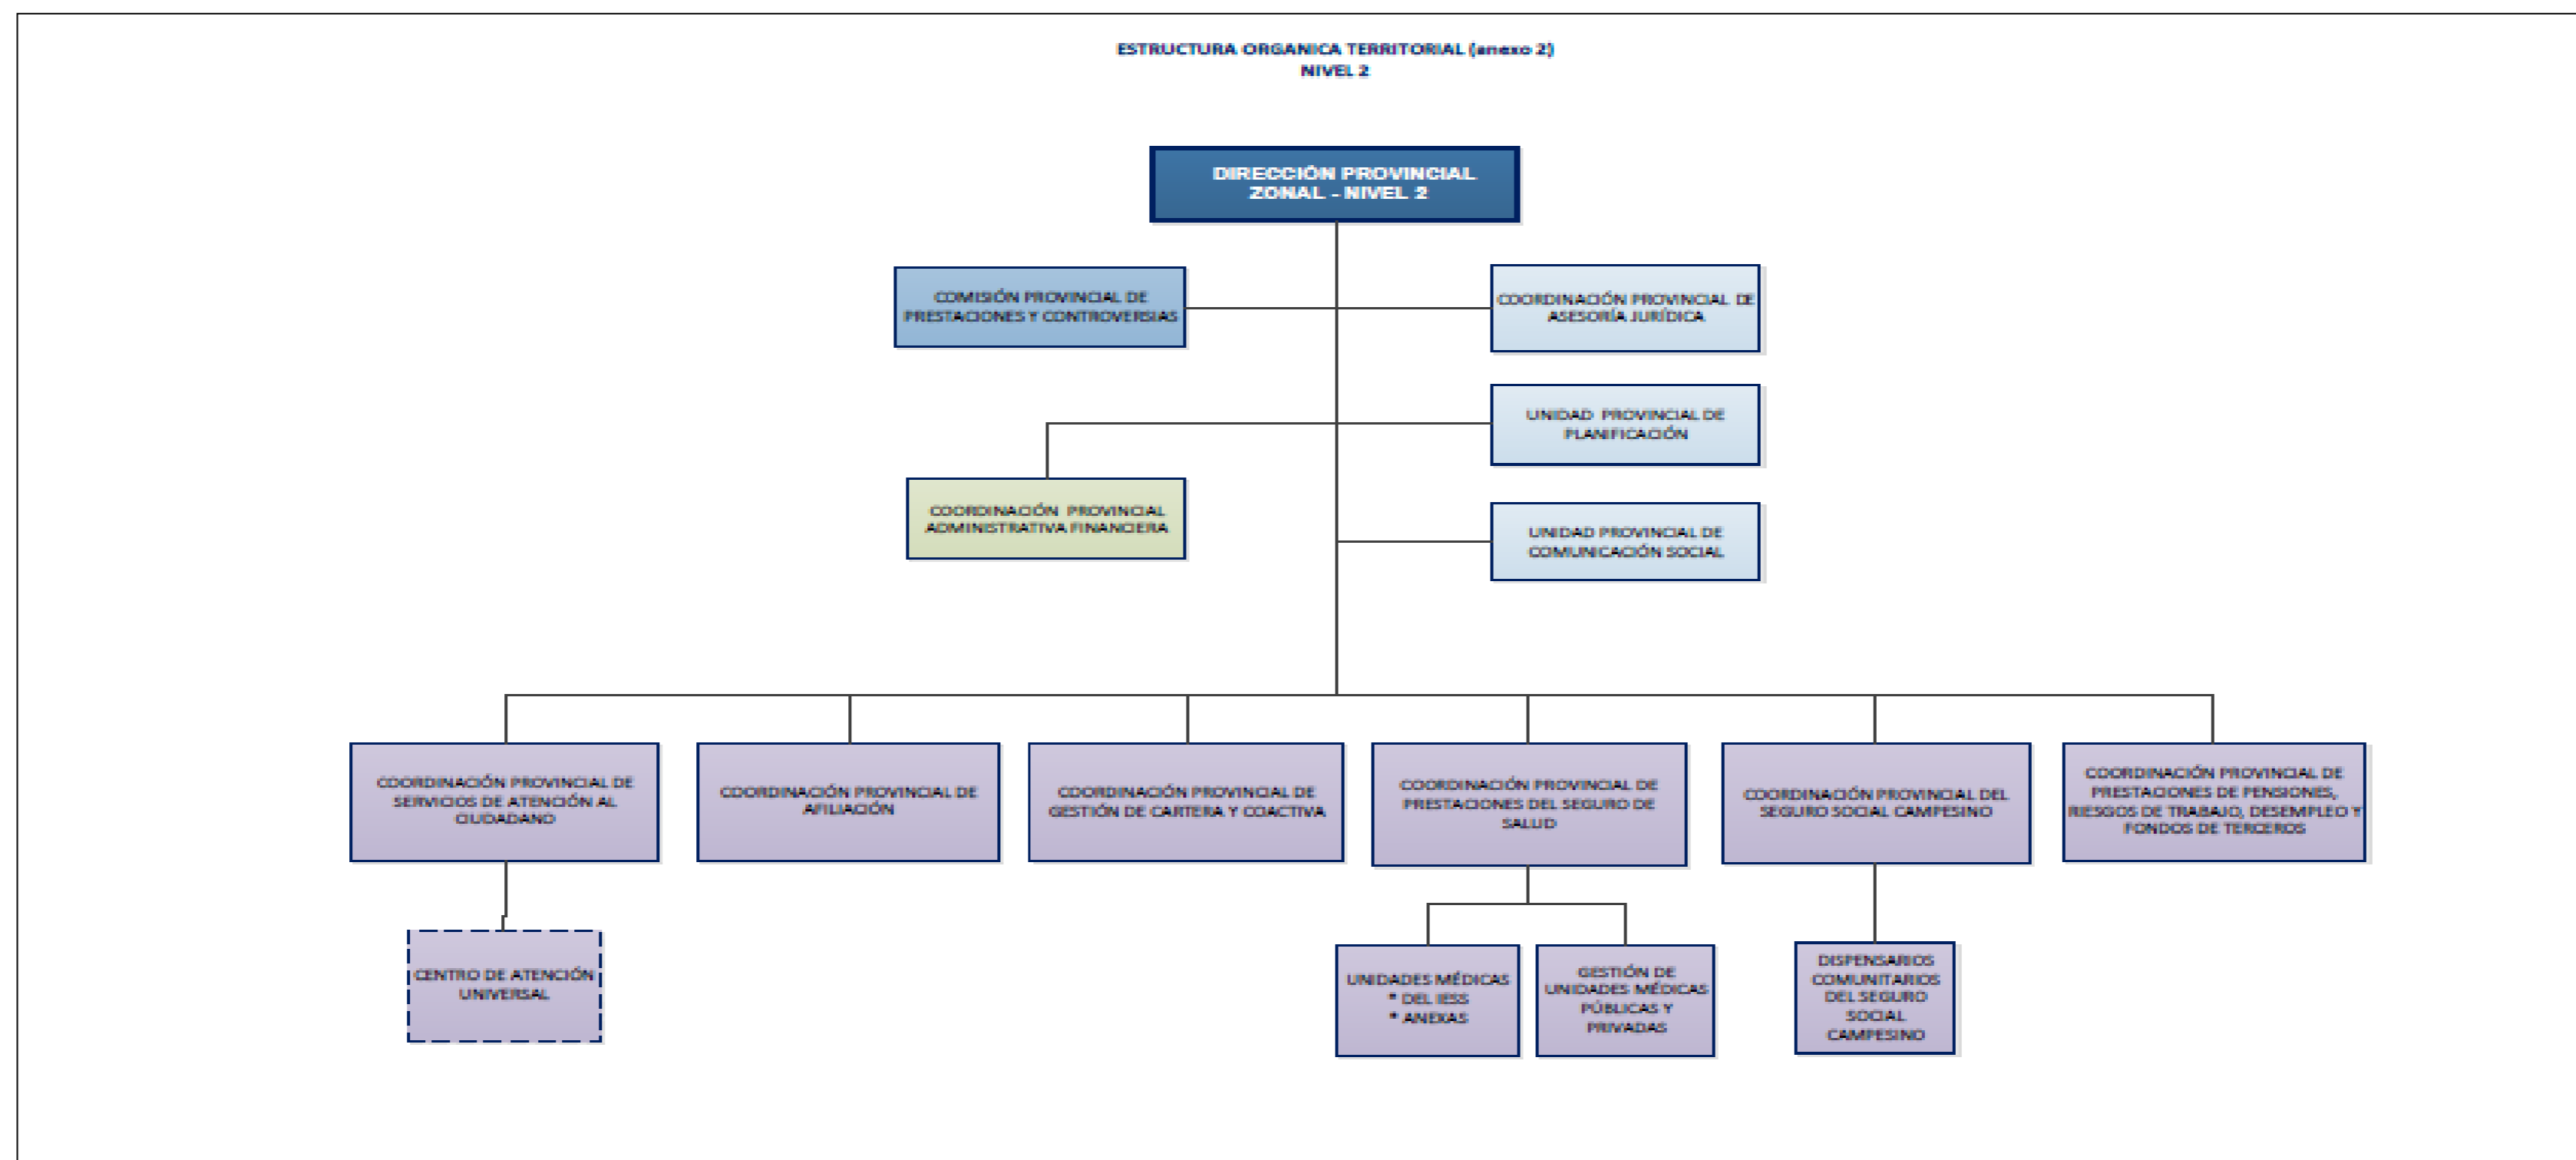 ESTRUCTURA ORGANICA TERRITORIAL (anexo 2)
NIVEL 2
DIRECCIÓN PROVINCIAL
ZONAL - NIVEL 2
COMISIÓN PROVINCIAL DE
PRESTACIONES Y CONTROVERSIAS
COORDINACIÓN PROVINCIAL DE
ASESORÍA JURÍDICA
UNIDAD PROVINCIAL DE
PLANIFICACIÓN
COORDINACIÓN PROVINCIAL
ADMINISTRATIVA FINANCIERA
UNIDAD PROVINCIAL DE
COMUNICACIÓN SOCIAL
COORDINACIÓN PROVINCIAL DE
SERVICIOS DE ATENCIÓN AL
CIUDADANO
COORDINACIÓN PROVINCIAL DE
AFILIACIÓN
COORDINACIÓN PROVINCIAL DE
GESTIÓN DE CARTERA Y COACTIVA
COORDINACIÓN PROVINCIAL DE
PRESTACIONES DEL SEGURO DE
SALUD
COORDINACIÓN PROVINCIAL DEL
SEGURO SOCIAL CAMPESINO
COORDINACIÓN PROVINCIAL DE
PRESTACIONES DE PENSIONES,
RIESGOS DE TRABAJO, DESEMPLEO Y
FONDOS DE TERCEROS
CENTRO DE ATENCIÓN
UNIVERSAL
UNIDADES MÉDICAS
* DEL IESS
* ANEXAS
GESTIÓN DE
UNIDADES MÉDICAS
PÚBLICAS Y
PRIVADAS
DISPENSARIOS
COMUNITARIOS
DEL SEGURO
SOCIAL
CAMPESINO